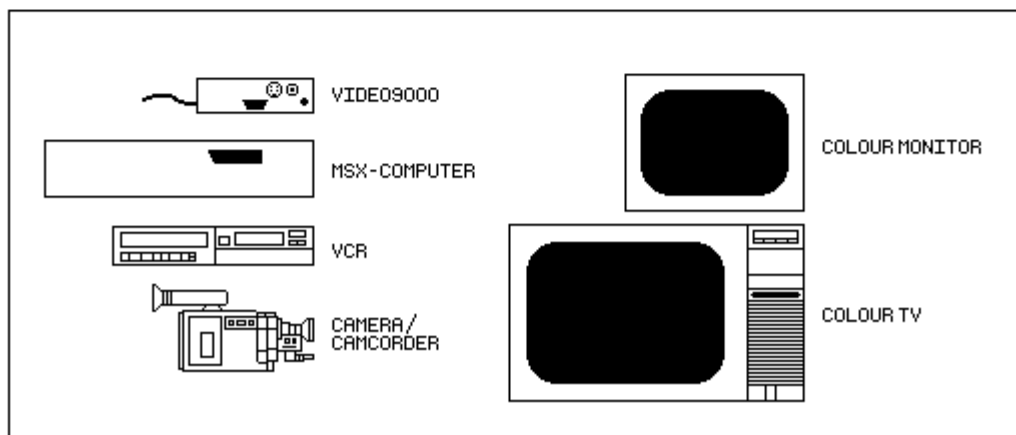 VIDEO9000
MSX-COMPUTER
VCR
CAMERA/
CAMCORDER
COLOUR MONITOR
COLOUR TV